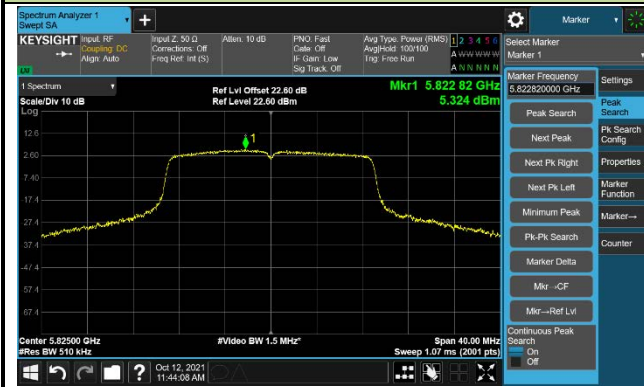 Spectrum Analyzer 1
Swept SA
Marker
KEYSIGHT
Input: RF
Coupling: DC
Align: Auto
Input Z: 50 Ω
Corrections: Off
Freq Ref: Int (S)
Atten: 10 dB
PNO: Fast
Gate: Off
IF Gain: Low
Sig Track: Off
Avg Type: Power (RMS)
Avg|Hold: 100/100
Trig: Free Run
1 2 3 4 5 6
A W W W W W
A N N N N N
Select Marker
Marker 1
Marker Frequency
5.822820000 GHz
Settings
Peak Search
Next Peak
Next Pk Right
Next Pk Left
Minimum Peak
Pk-Pk Search
Marker Delta
Mkr→CF
Mkr→Ref Lvl
Continuous Peak
Search
On
Off
Peak
Search
Pk Search
Config
Properties
Marker
Function
Marker→
Counter
1 Spectrum
Scale/Div 10 dB
Log
Ref Lvl Offset 22.60 dB
Ref Level 22.60 dBm
Mkr1 5.822 82 GHz
5.324 dBm
1
12.6
2.60
-7.40
-17.4
-27.4
-37.4
-47.4
-57.4
-67.4
Center 5.82500 GHz
#Res BW 510 kHz
#Video BW 1.5 MHz*
Span 40.00 MHz
Sweep 1.07 ms (2001 pts)
?
Oct 12, 2021
11:44:08 AM